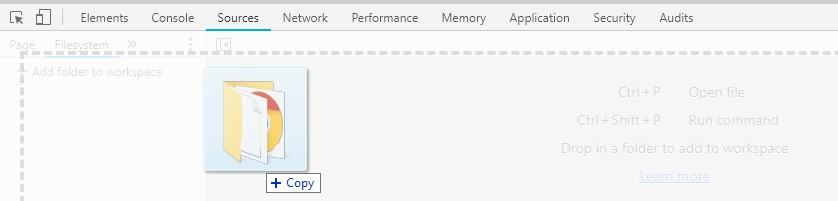 Elements Console Sources Network Performance Memory Application Security Audits
Page Filesystem »
+ Add folder to workspace
Ctrl + P Open file
Ctrl + Shift + P Run command
Drop in a folder to add to workspace
Learn more
+ Copy